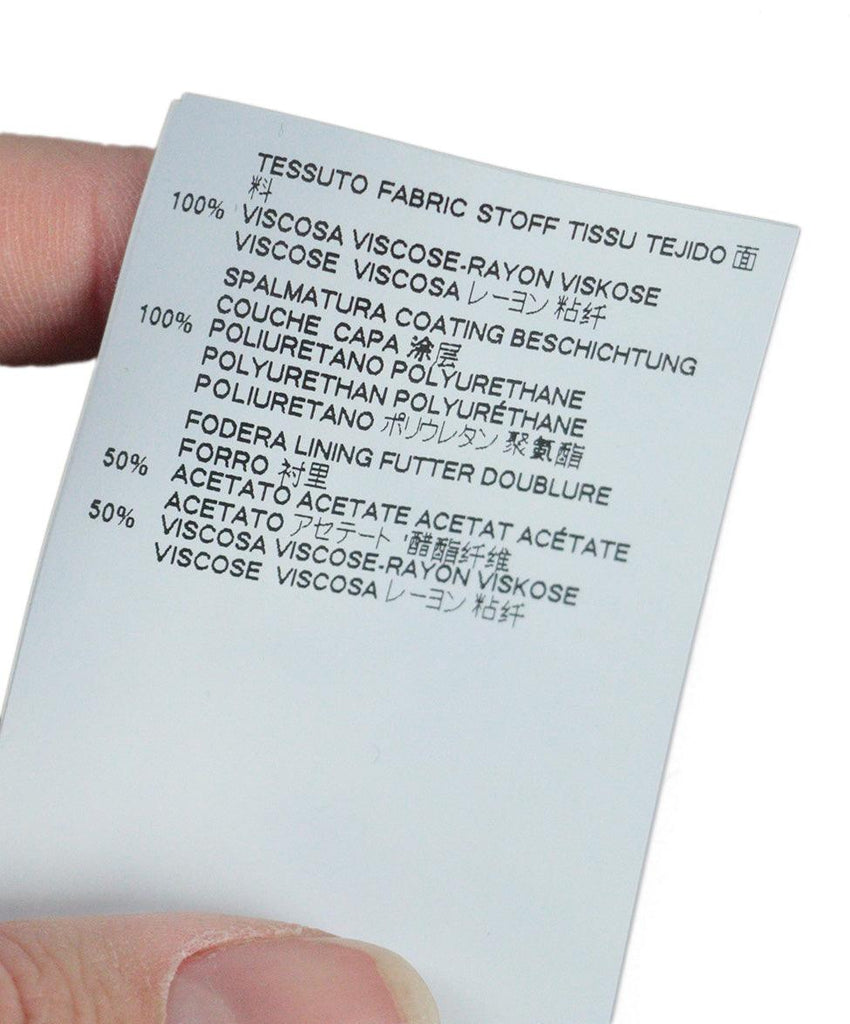 TESSUTO FABRIC STOFF TISSU TEJIDO 面
料
100% VISCOSA VISCOSE-RAYON VISKOSE
VISCOSE VISCOSA レーヨン 粘纤
SPALMATURA COATING BESCHICHTUNG
COUCHE CAPA 涂层
100% POLIURETANO POLYURETHANE
POLYURETHAN POLYURÉTHANE
POLIURETANO ポリウレタン 聚氨酯
FODERA LINING FUTTER DOUBLURE
FORRO 衬里
50% ACETATO ACETATE ACETAT ACÉTATE
ACETATO アセテート '醋酯纤维
50% VISCOSA VISCOSE-RAYON VISKOSE
VISCOSE VISCOSA レーヨン 粘纤